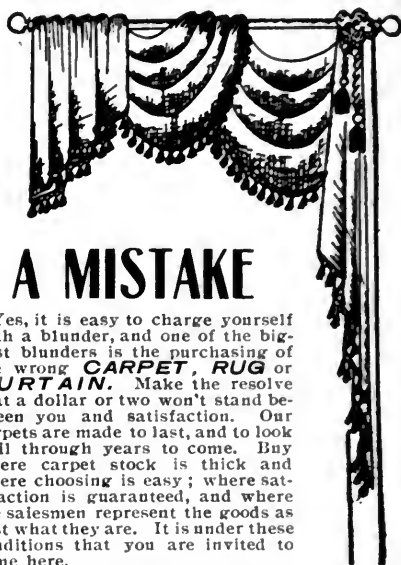 A MISTAKE
Yes, it is easy to charge yourself
h a blunder, and one of the big-
st blunders is the purchasing of
e wrong CARPET, RUG or
URTAIN. Make the resolve
at a dollar or two won't stand be-
een you and satisfaction. Our
rpets are made to last, and to look
ll through years to come. Buy
ere carpet stock is thick and
ere choosing is easy ; where sat-
action is guaranteed, and where
e salesmen represent the goods as
st what they are. It is under these
nditions that you are invited to
me here.